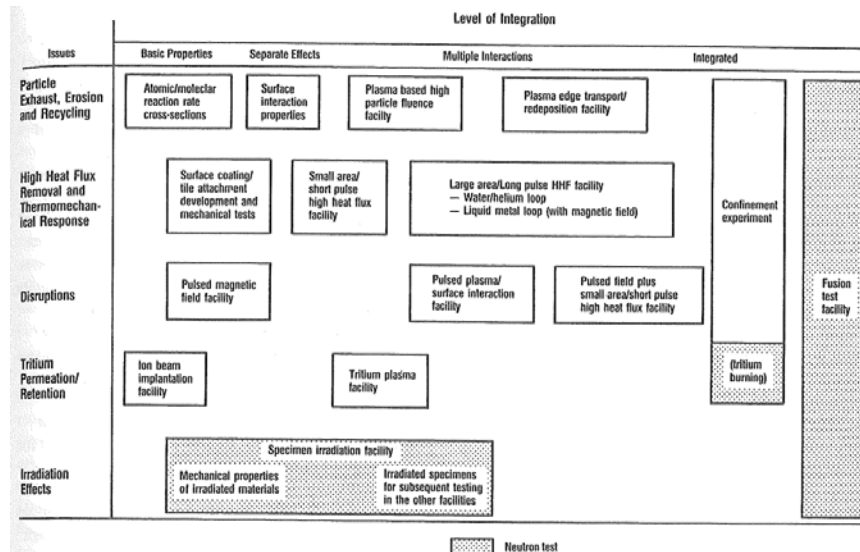 Level of Integration
Issues
Basic Properties
Separate Effects
Multiple Interactions
Integrated
Particle
Exhaust, Erosion
and Recycling
Atomic/moleclar
reaction rate
cross-sections
Surface
interaction
properties
Plasma based high
particle fluence
facilly
Plasma edge transport/
redeposition facility
High Heat Flux
Removal and
Thermomechan-
ical Response
Surface coating/
tile attachment
development and
mechanical tests
Small area/
short pulse
high heat flux
facility
Large area/Long pulse HHF facility
— Water/helium loop
— Liquid metal loop (with magnetic field)
Confinement
experiment
Fusion
test
facility
Disruptions
Pulsed magnetic
field facility
Pulsed plasma/
surface interaction
facility
Pulsed field plus
small area/short pulse
high heat flux facility
Tritium
Permeation/
Retention
Ion beam
implantation
facility
Tritium plasma
facility
(tritium
burning)
Irradiation
Effects
Specimen irradiation facility
Mechanical properties
of irradiated materials
Irradiated specimens
for subsequent testing
in the other facilities
Neutron test